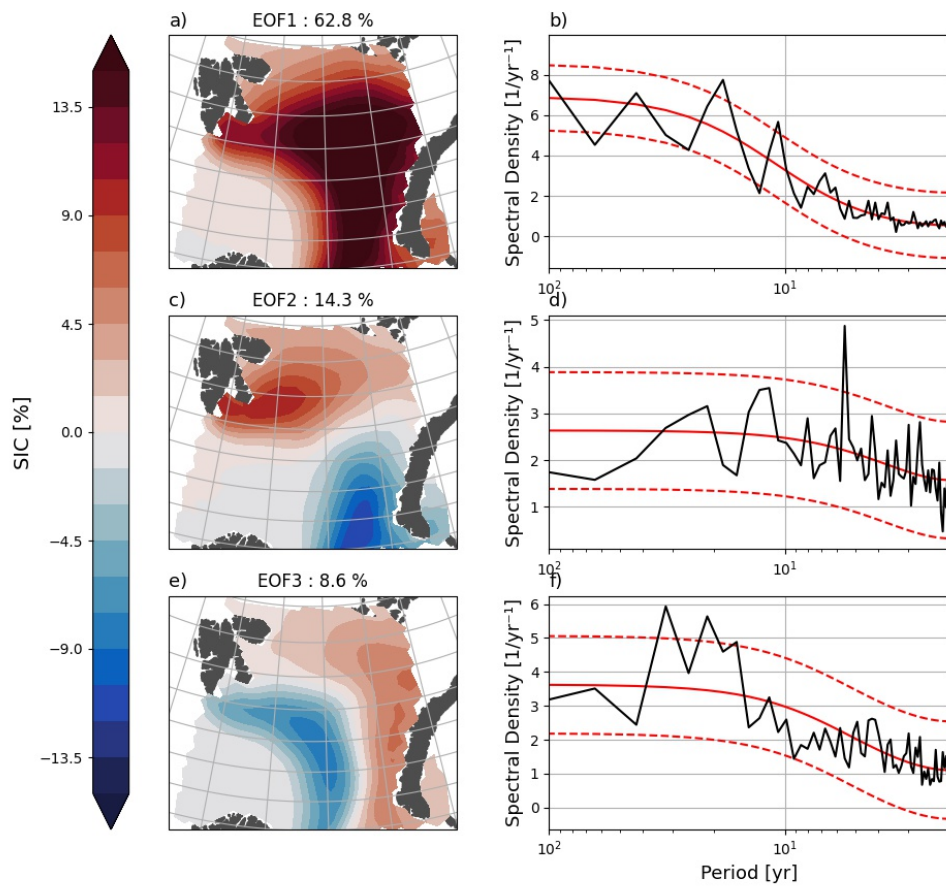 a)
EOF1 : 62.8 %
b)
13.5
9.0
4.5
0.0
−4.5
−9.0
−13.5
SIC [%]
8
6
4
2
0
Spectral Density [1/yr⁻¹]
10²
10¹
c)
EOF2 : 14.3 %
d)
5
4
3
2
1
Spectral Density [1/yr⁻¹]
10²
10¹
e)
EOF3 : 8.6 %
f)
6
5
4
3
2
1
0
Spectral Density [1/yr⁻¹]
10²
10¹
Period [yr]